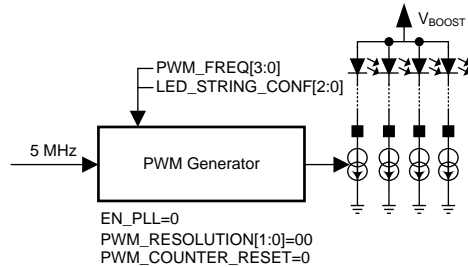 VBOOST
PWM_FREQ[3:0]
LED_STRING_CONF[2:0]
5 MHz
PWM Generator
EN_PLL=0
PWM_RESOLUTION[1:0]=00
PWM_COUNTER_RESET=0